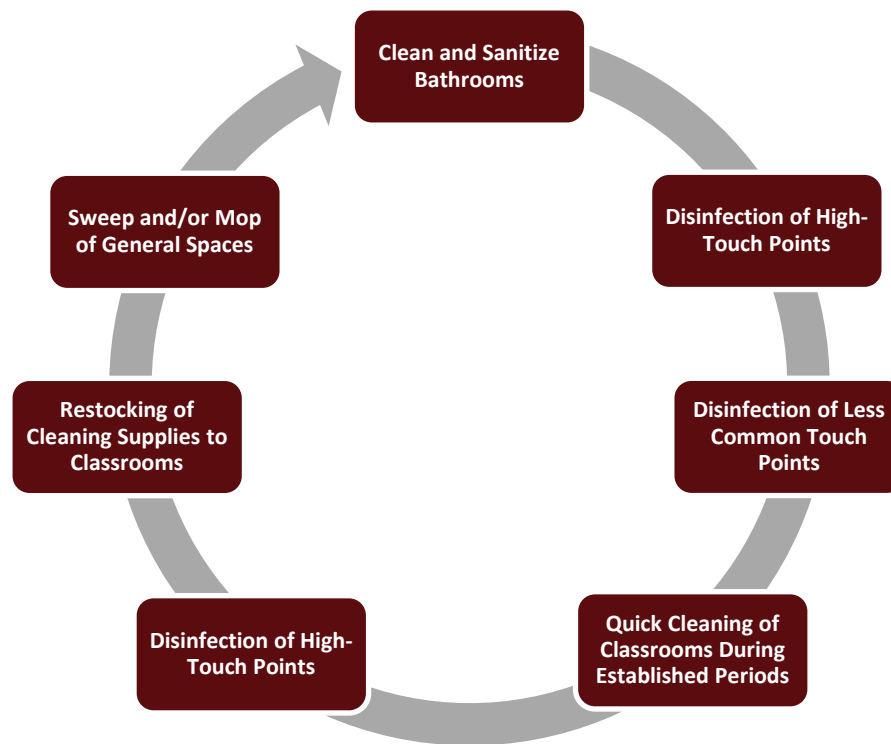 Clean and Sanitize
Bathrooms
Disinfection of High-
Touch Points
Disinfection of Less
Common Touch
Points
Quick Cleaning of
Classrooms During
Established Periods
Disinfection of High-
Touch Points
Restocking of
Cleaning Supplies to
Classrooms
Sweep and/or Mop
of General Spaces